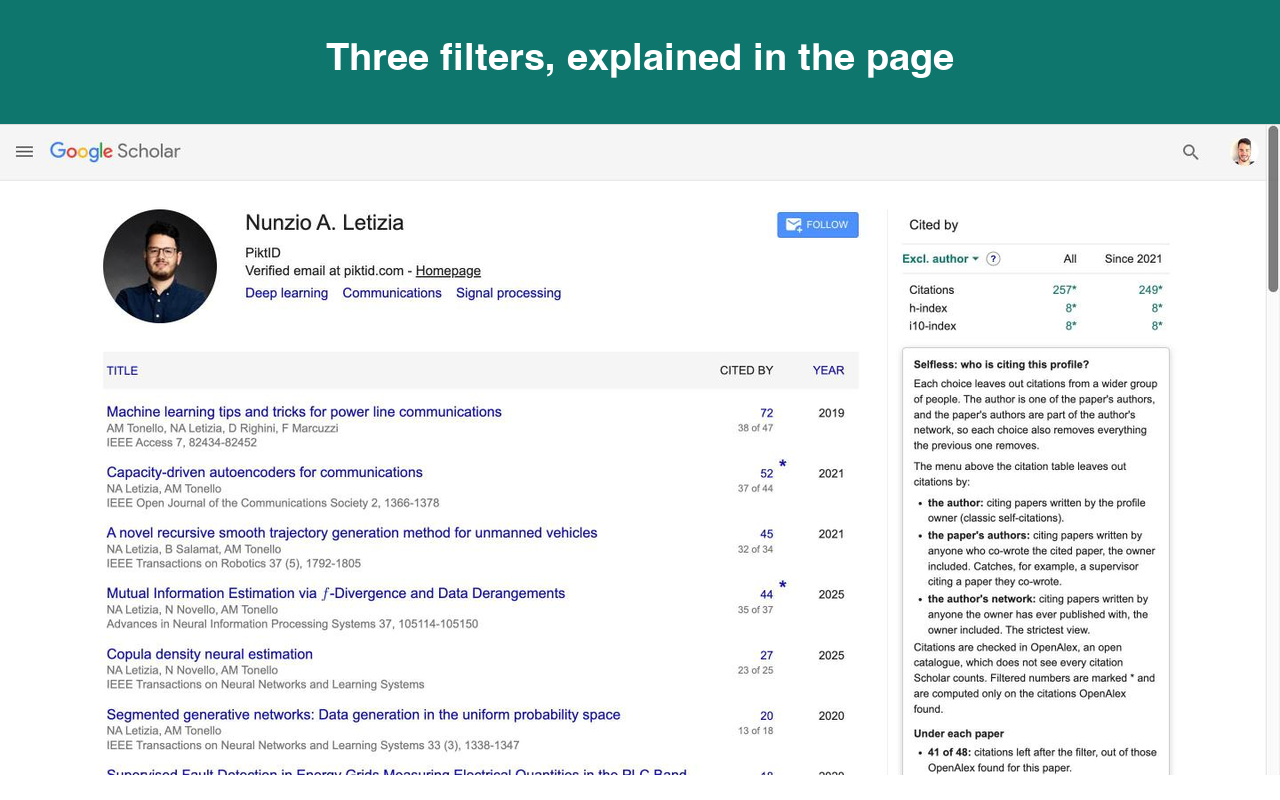 Three filters, explained in the page
Google Scholar
Nunzio A. Letizia
PiktID
Verified email at piktid.com - Homepage
Deep learning Communications Signal processing
FOLLOW
TITLE CITED BY YEAR
Machine learning tips and tricks for power line communications 72 2019
AM Tonello, NA Letizia, D Righini, F Marcuzzi 38 of 47
IEEE Access 7, 82434-82452
Capacity-driven autoencoders for communications 52 * 2021
NA Letizia, AM Tonello 37 of 44
IEEE Open Journal of the Communications Society 2, 1366-1378
A novel recursive smooth trajectory generation method for unmanned vehicles 45 2021
NA Letizia, B Salamat, AM Tonello 32 of 34
IEEE Transactions on Robotics 37 (5), 1792-1805
Mutual Information Estimation via f-Divergence and Data Derangements 44 * 2025
NA Letizia, N Novello, AM Tonello 35 of 37
Advances in Neural Information Processing Systems 37, 105114-105150
Copula density neural estimation 27 2025
NA Letizia, N Novello, AM Tonello 23 of 25
IEEE Transactions on Neural Networks and Learning Systems
Segmented generative networks: Data generation in the uniform probability space 20 2020
NA Letizia, AM Tonello 13 of 18
IEEE Transactions on Neural Networks and Learning Systems 33 (3), 1338-1347
Supervised Fault Detection in Energy Grids Measuring Electrical Quantities in the PLC Band 18 2020
Cited by
Excl. author ? All Since 2021
Citations 257* 249*
h-index 8* 8*
i10-index 8* 8*
Selfless: who is citing this profile?
Each choice leaves out citations from a wider group
of people. The author is one of the paper's authors,
and the paper's authors are part of the author's
network, so each choice also removes everything
the previous one removes.
The menu above the citation table leaves out
citations by:
• the author: citing papers written by the profile
owner (classic self-citations).
• the paper's authors: citing papers written by
anyone who co-wrote the cited paper, the owner
included. Catches, for example, a supervisor
citing a paper they co-wrote.
• the author's network: citing papers written by
anyone the owner has ever published with, the
owner included. The strictest view.
Citations are checked in OpenAlex, an open
catalogue, which does not see every citation
Scholar counts. Filtered numbers are marked * and
are computed only on the citations OpenAlex
found.
Under each paper
• 41 of 48: citations left after the filter, out of those
OpenAlex found for this paper.